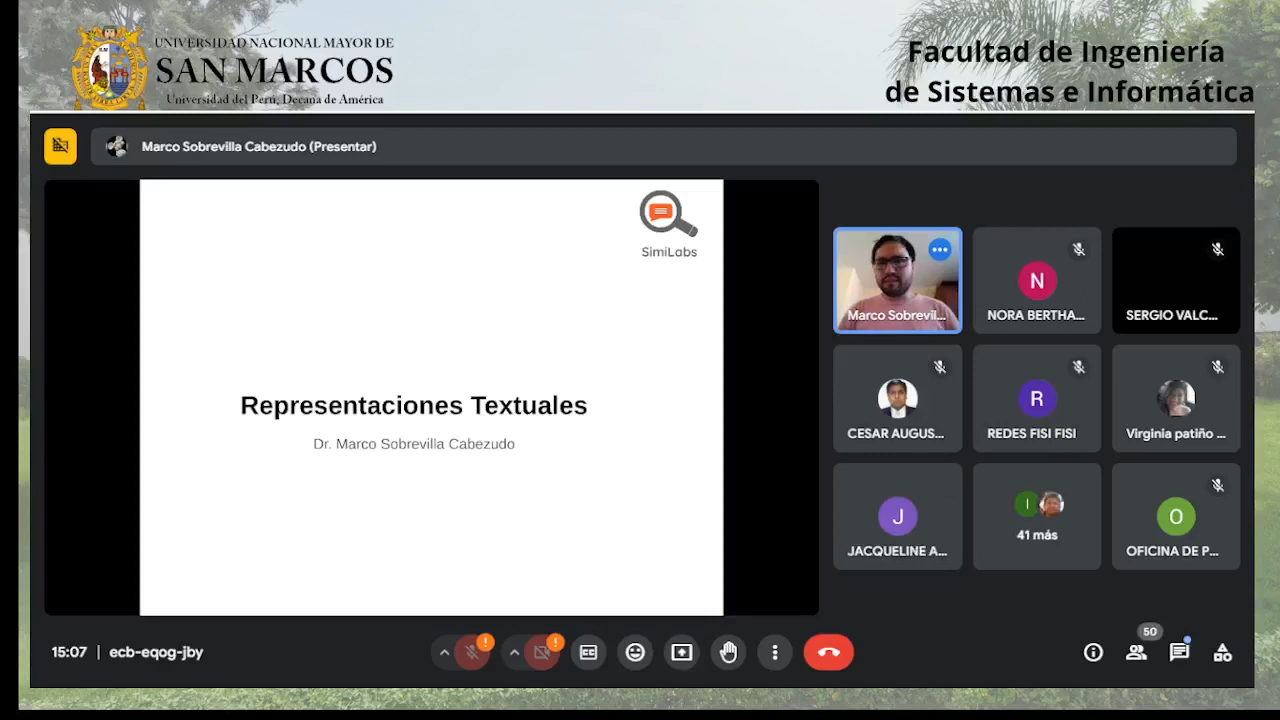 UNIVERSIDAD NACIONAL MAYOR DE
SAN MARCOS
Universidad del Perú, Decana de América
Facultad de Ingeniería
de Sistemas e Informática
Marco Sobrevilla Cabezudo (Presentar)
SimiLabs
Representaciones Textuales
Dr. Marco Sobrevilla Cabezudo
Marco Sobrevil...
N
NORA BERTHA...
SERGIO VALC...
CESAR AUGUS...
R
REDES FISI FISI
Virginia patiño ...
J
JACQUELINE A...
I
41 más
O
OFICINA DE P...
15:07 | ecb-eqog-jby
50